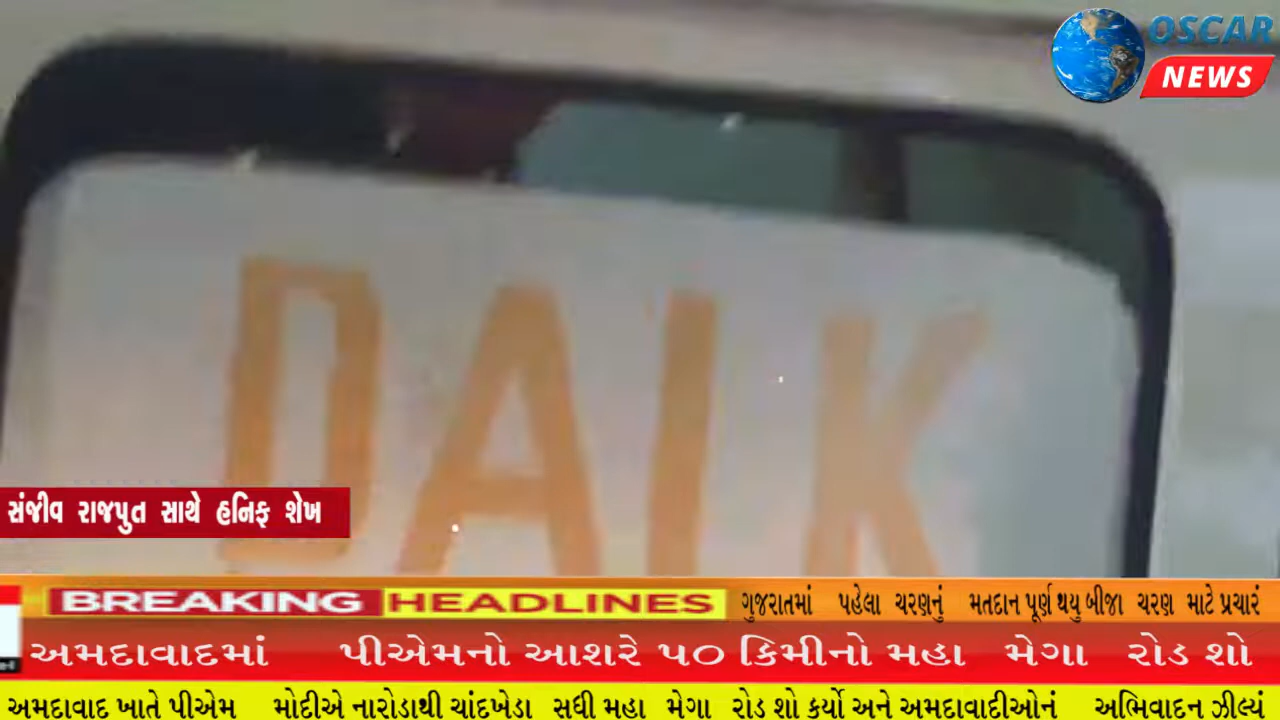 OSCAR
NEWS
DAIK
સંજીવ રાજપુત સાથે હનિફ શેખ
BREAKING HEADLINES
ગુજરાતમાં પહેલા ચરણનું મતદાન પૂર્ણ થયુ બીજા ચરણ માટે પ્રચારં
અમદાવાદમાં પીએમનો આશરે ૫૦ કિમીનો મહા મેગા રોડ શો
અમદાવાદ ખાતે પીએમ મોદીએ નારોડાથી ચાંદખેડા સધી મહા મેગા રોડ શો કર્યો અને અમદાવાદીઓનં અભિવાદન ઝીલ્યં